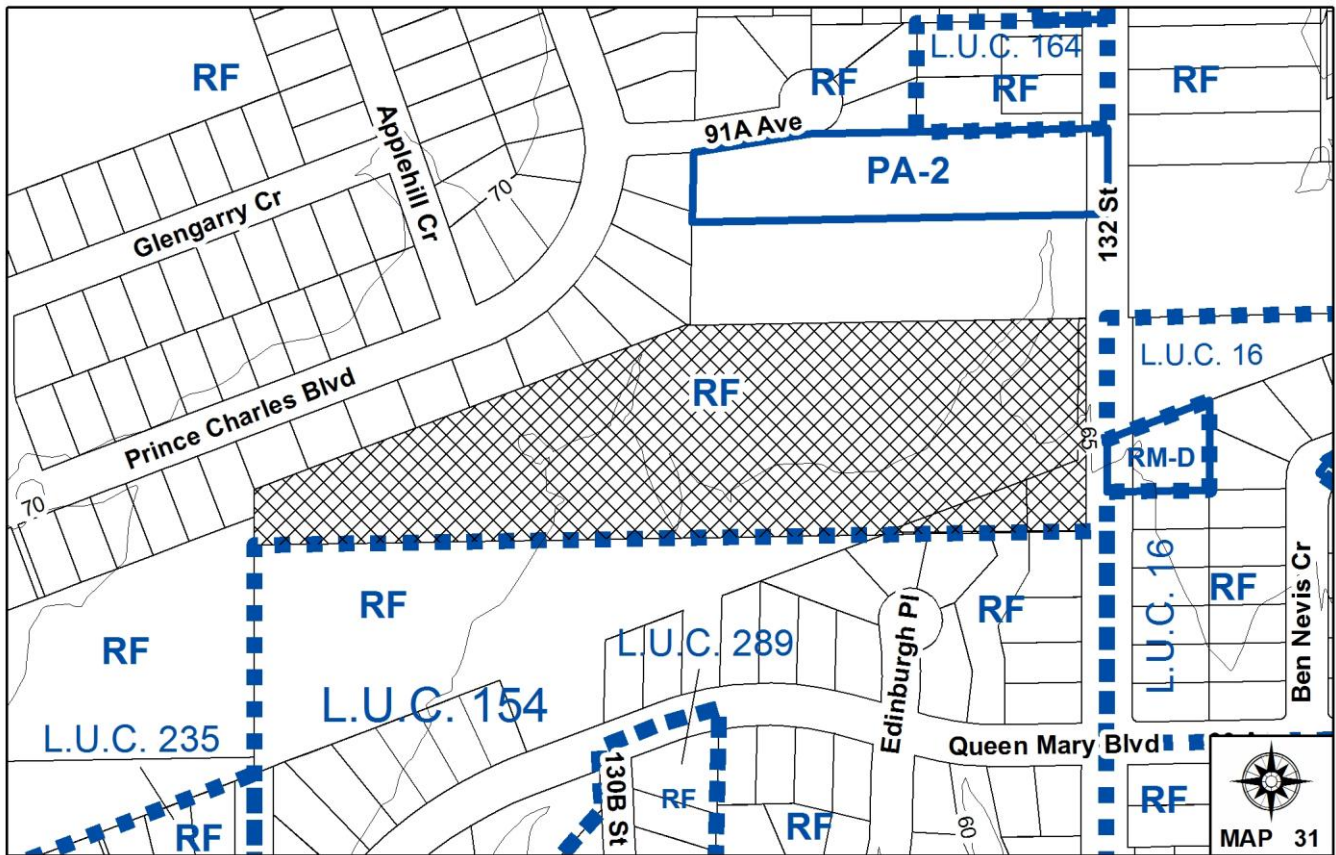 L.U.C. 164
RF
RF
RF
RF
91A Ave
Applehill Cr
PA-2
70
132 St
Glengarry Cr
L.U.C. 16
RF
Prince Charles Blvd
65
RM-D
70
RF
RF
L.U.C. 16
RF
RF
Ben Nevis Cr
L.U.C. 289
Edinburgh Pl
L.U.C. 154
L.U.C. 235
Queen Mary Blvd
130B St
RF
RF
RF
RF
60
MAP 31